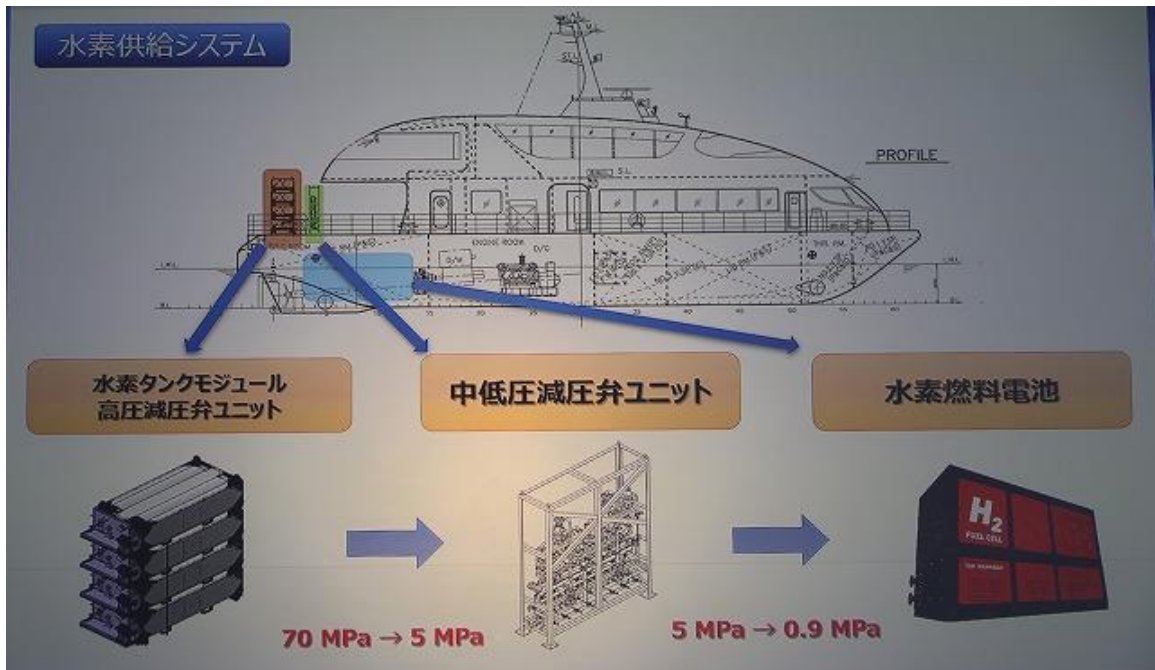 水素供給システム
PROFILE
S.L
ENGINE ROOM
D/G
水素タンクモジュール
高圧減圧弁ユニット
中低圧減圧弁ユニット
水素燃料電池
H2
FUEL CELL
70 MPa → 5 MPa
5 MPa → 0.9 MPa